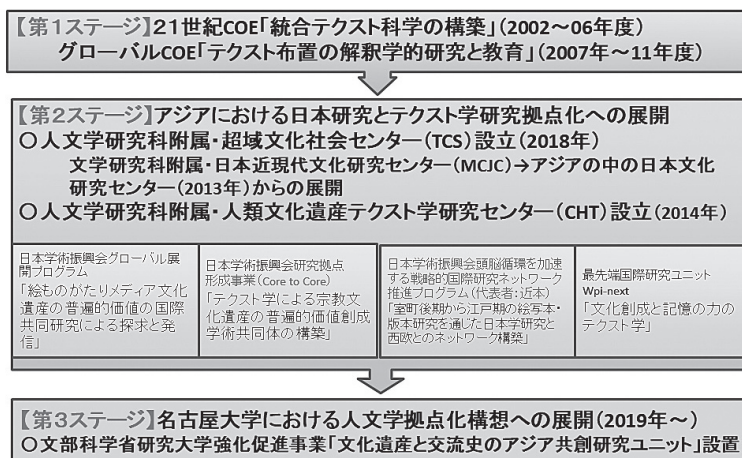 【第1ステージ】21世紀COE「統合テクスト科学の構築」(2002～06年度)
グローバルCOE「テクスト布置の解釈学的研究と教育」(2007年～11年度)
【第2ステージ】アジアにおける日本研究とテクスト学研究拠点化への展開
〇人文学研究科附属・超域文化社会センター(TCS)設立(2018年)
文学研究科附属・日本近現代文化研究センター(MCJC)→アジアの中の日本文化
研究センター(2013年)からの展開
〇人文学研究科附属・人類文化遺産テクスト学研究センター(CHT)設立(2014年)
日本学術振興会グローバル展
開プログラム
「絵ものがたりメディア文化
遺産の普遍的価値の国際
共同研究による探求と発
信」
日本学術振興会研究拠点
形成事業(Core to Core)
「テクスト学による宗教文
化遺産の普遍的価値創成
学術共同体の構築」
日本学術振興会頭脳循環を加速
する戦略的国際研究ネットワーク
推進プログラム(代表者:近本)
「室町後期から江戸期の絵写本・
版本研究を通じた日本学研究と
西欧とのネットワーク構築」
最先端国際研究ユニット
Wpi-next
「文化創成と記憶の力の
テクスト学」
【第3ステージ】名古屋大学における人文学拠点化構想への展開(2019年～)
〇文部科学省研究大学強化促進事業「文化遺産と交流史のアジア共創研究ユニット」設置